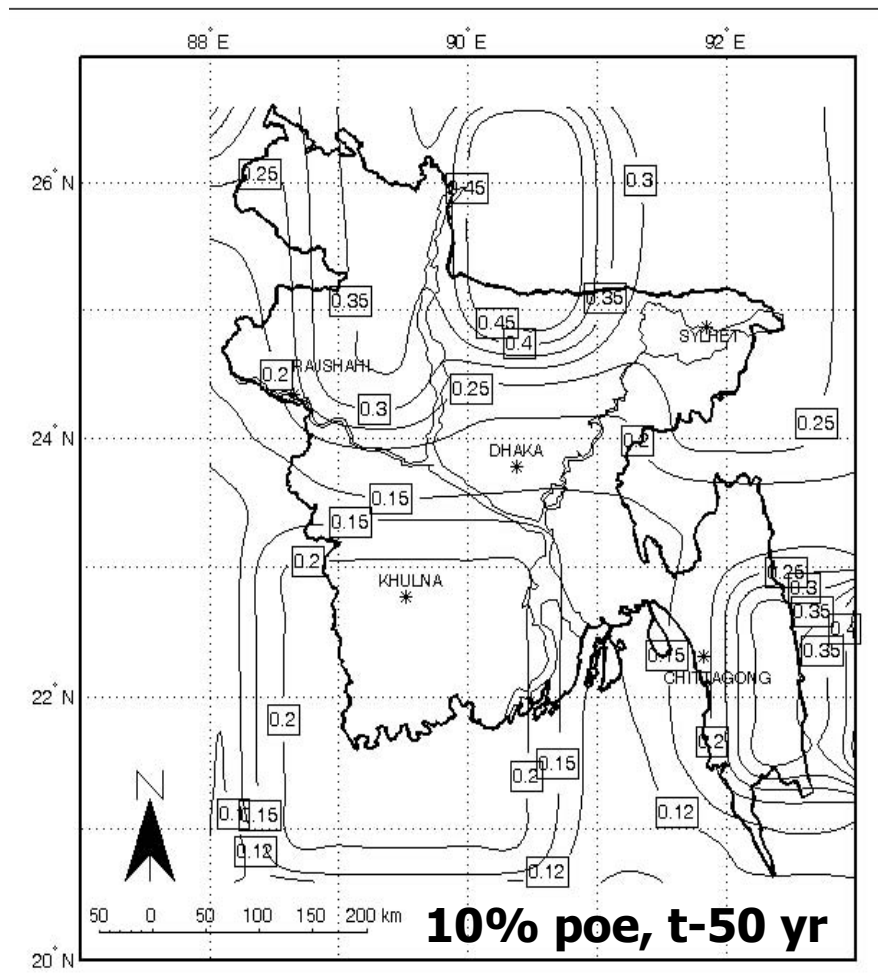 88° E 90° E 92° E
26° N
0.25
0.45
0.3
0.35
0.35
0.45
0.4
SYLHET
0.2
RAJSHAHI
0.3
0.25
0.25
24° N
0.2
DHAKA
0.15
0.15
0.2
KHULNA
0.25
0.3
0.35
0.4
0.35
0.15
CHITTAGONG
22° N
0.2
0.2
0.15
0.2
0.15
0.12
0.12
0.12
N
50 0 50 100 150 200 km
10% poe, t-50 yr
20° N